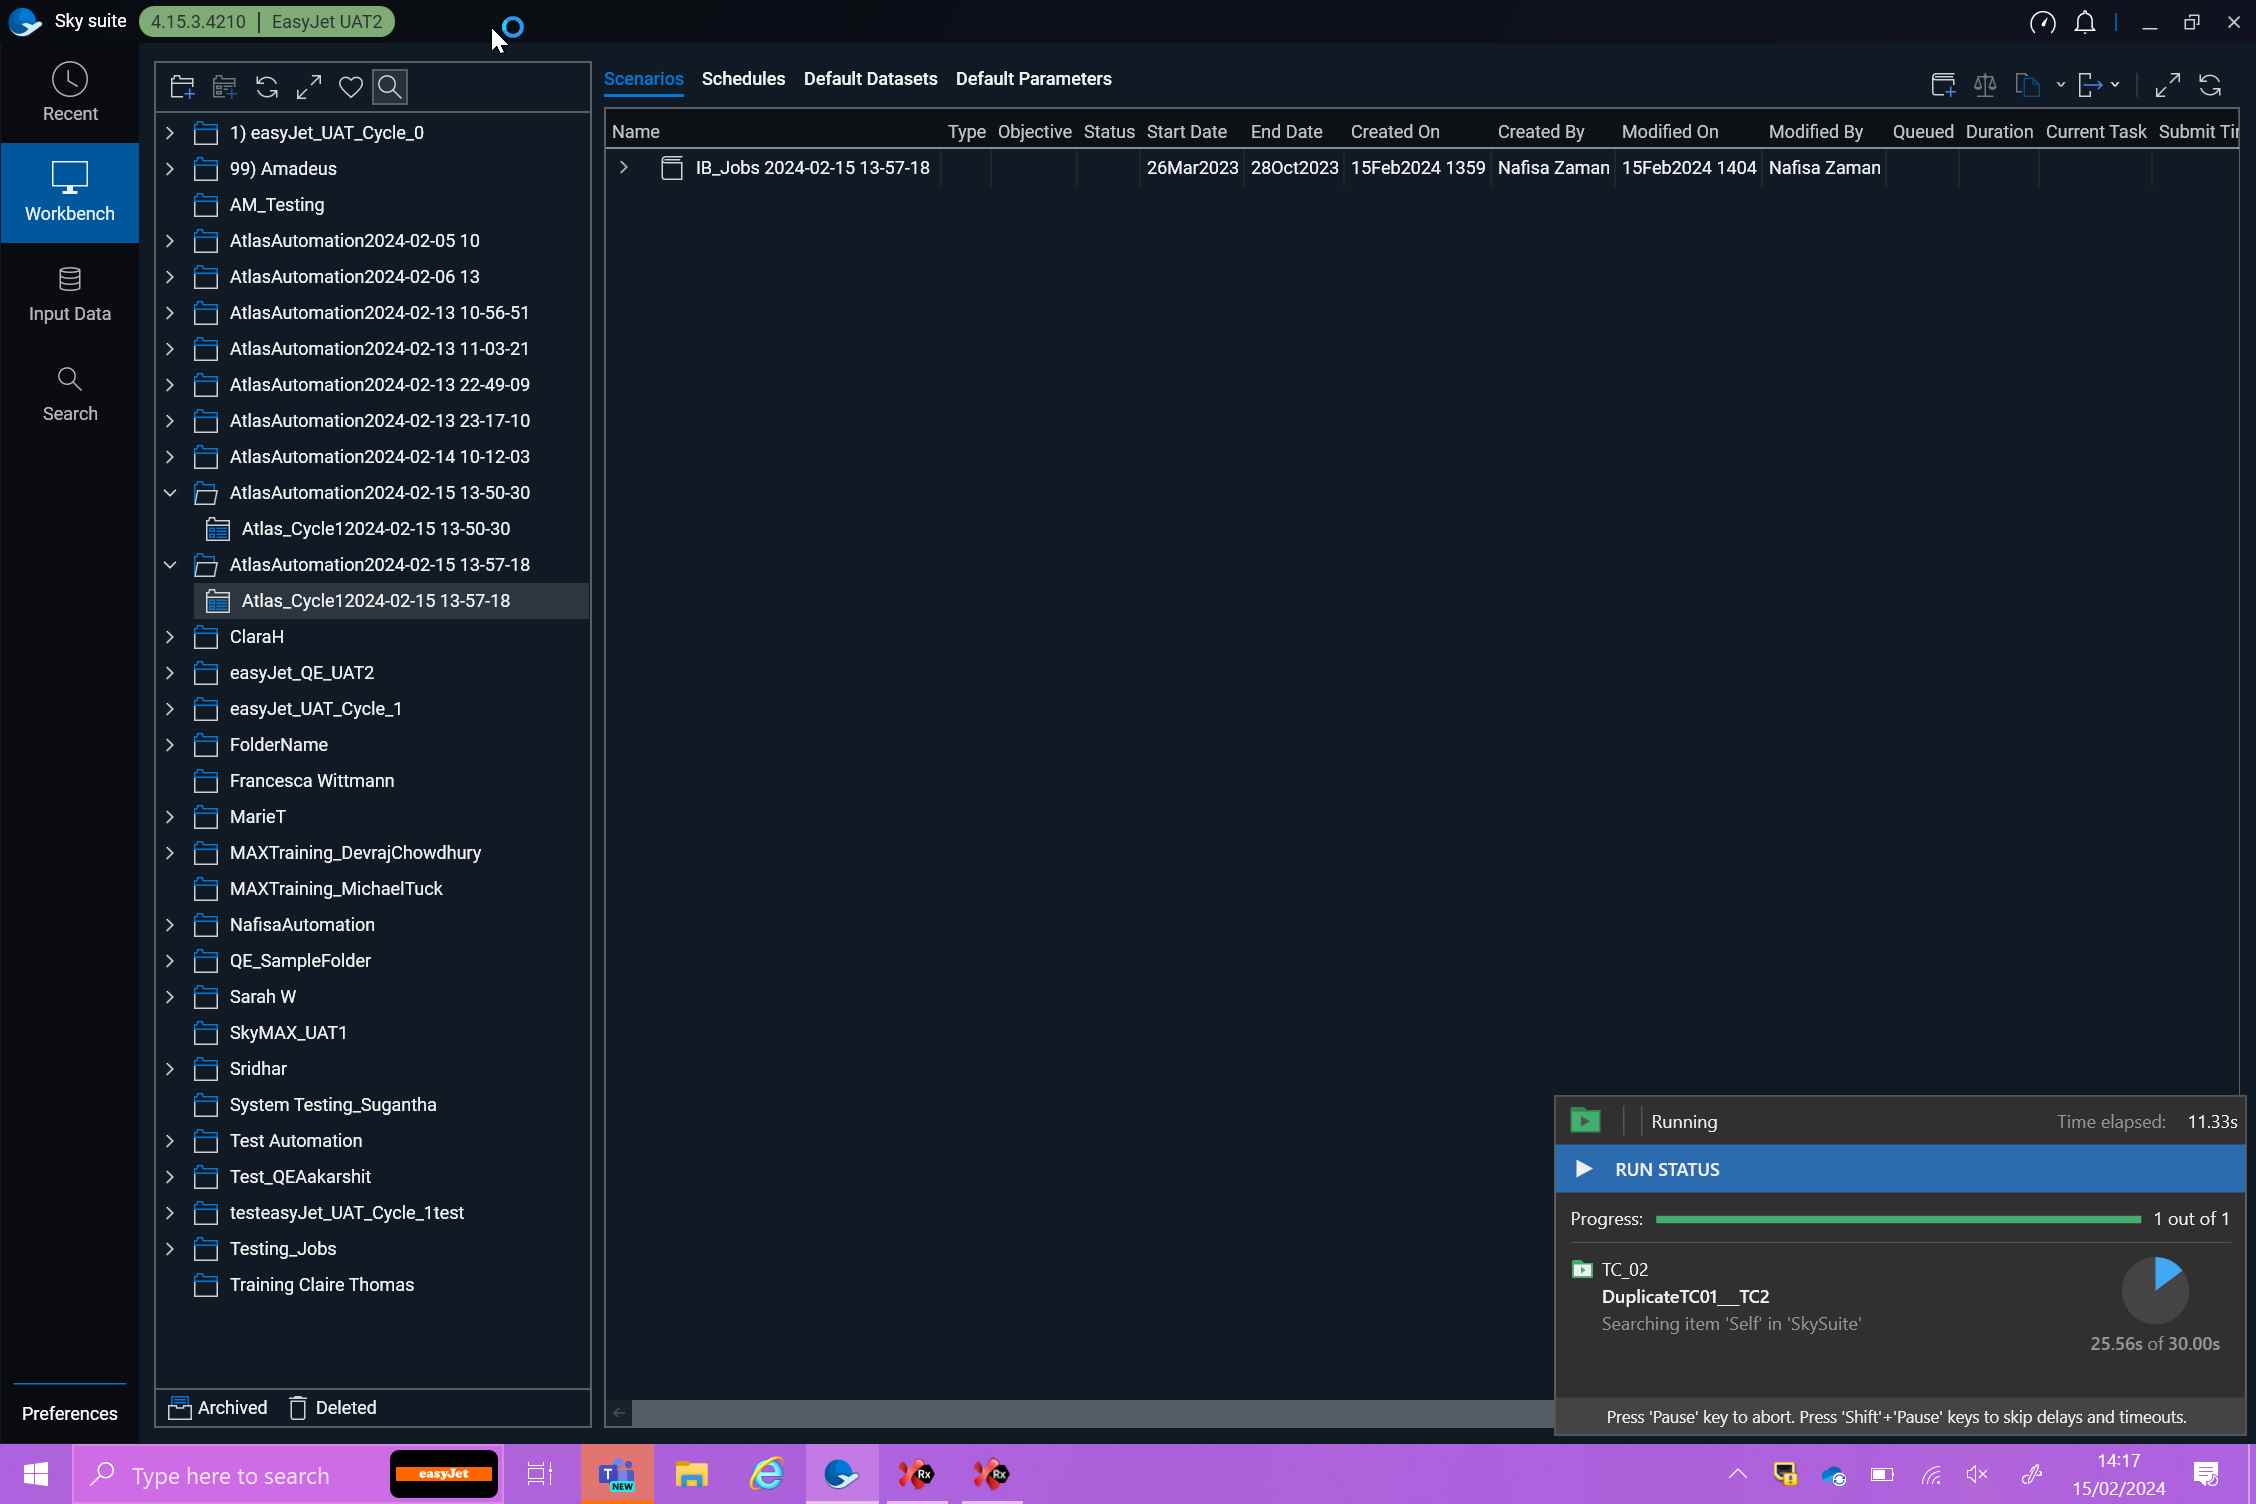 Sky suite 4.15.3.4210 | EasyJet UAT2
Recent
Workbench
Input Data
Search
Preferences
1) easyJet_UAT_Cycle_0
99) Amadeus
AM_Testing
AtlasAutomation2024-02-05 10
AtlasAutomation2024-02-06 13
AtlasAutomation2024-02-13 10-56-51
AtlasAutomation2024-02-13 11-03-21
AtlasAutomation2024-02-13 22-49-09
AtlasAutomation2024-02-13 23-17-10
AtlasAutomation2024-02-14 10-12-03
AtlasAutomation2024-02-15 13-50-30
Atlas_Cycle12024-02-15 13-50-30
AtlasAutomation2024-02-15 13-57-18
Atlas_Cycle12024-02-15 13-57-18
ClaraH
easyJet_QE_UAT2
easyJet_UAT_Cycle_1
FolderName
Francesca Wittmann
MarieT
MAXTraining_DevrajChowdhury
MAXTraining_MichaelTuck
NafisaAutomation
QE_SampleFolder
Sarah W
SkyMAX_UAT1
Sridhar
System Testing_Sugantha
Test Automation
Test_QEAakarshit
testeasyJet_UAT_Cycle_1test
Testing_Jobs
Training Claire Thomas
Archived Deleted
Scenarios Schedules Default Datasets Default Parameters
Name Type Objective Status Start Date End Date Created On Created By Modified On Modified By Queued Duration Current Task Submit Ti
IB_Jobs 2024-02-15 13-57-18 26Mar2023 28Oct2023 15Feb2024 1359 Nafisa Zaman 15Feb2024 1404 Nafisa Zaman
Running Time elapsed: 11.33s
RUN STATUS
Progress: 1 out of 1
TC_02
DuplicateTC01__TC2
Searching item 'Self' in 'SkySuite'
25.56s of 30.00s
Press 'Pause' key to abort. Press 'Shift'+'Pause' keys to skip delays and timeouts.
Type here to search
easyJet
T
NEW
Rx
Rx
14:17
15/02/2024